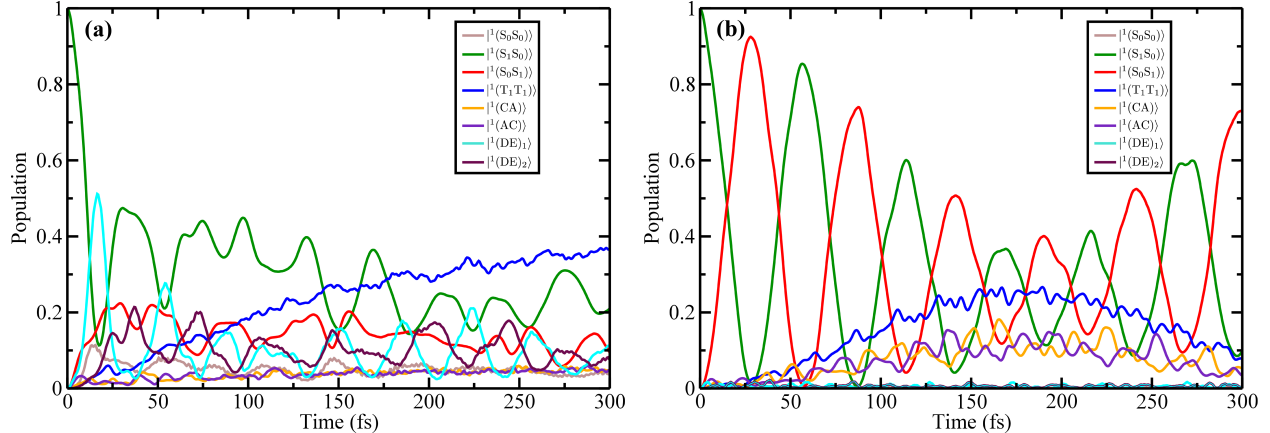 (a)
|¹(S₀S₀)⟩
|¹(S₁S₀)⟩
|¹(S₀S₁)⟩
|¹(T₁T₁)⟩
|¹(CA)⟩
|¹(AC)⟩
|¹(DE)₁⟩
|¹(DE)₂⟩
Population
1
0.8
0.6
0.4
0.2
0
0
50
100
150
200
250
300
Time (fs)
(b)
|¹(S₀S₀)⟩
|¹(S₁S₀)⟩
|¹(S₀S₁)⟩
|¹(T₁T₁)⟩
|¹(CA)⟩
|¹(AC)⟩
|¹(DE)₁⟩
|¹(DE)₂⟩
Population
1
0.8
0.6
0.4
0.2
0
0
50
100
150
200
250
300
Time (fs)